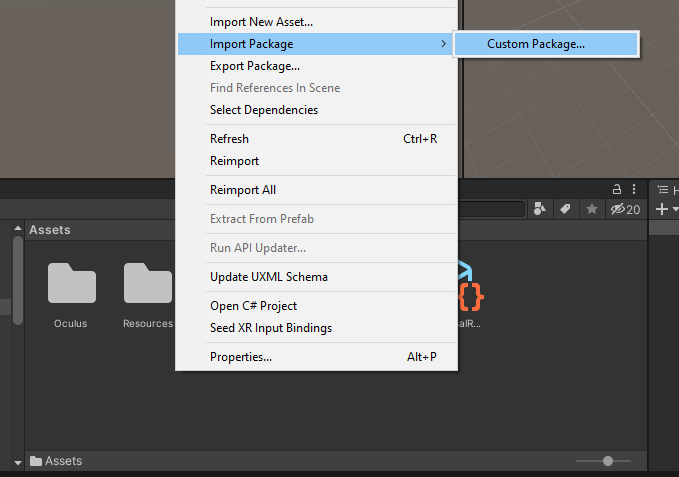 Import New Asset...
Import Package > Custom Package...
Export Package...
Find References In Scene
Select Dependencies
Refresh Ctrl+R
Reimport
Reimport All
Extract From Prefab
Run API Updater...
Update UXML Schema
Open C# Project
Seed XR Input Bindings
Properties... Alt+P
20
Assets
Oculus
Resources
alR...
Assets